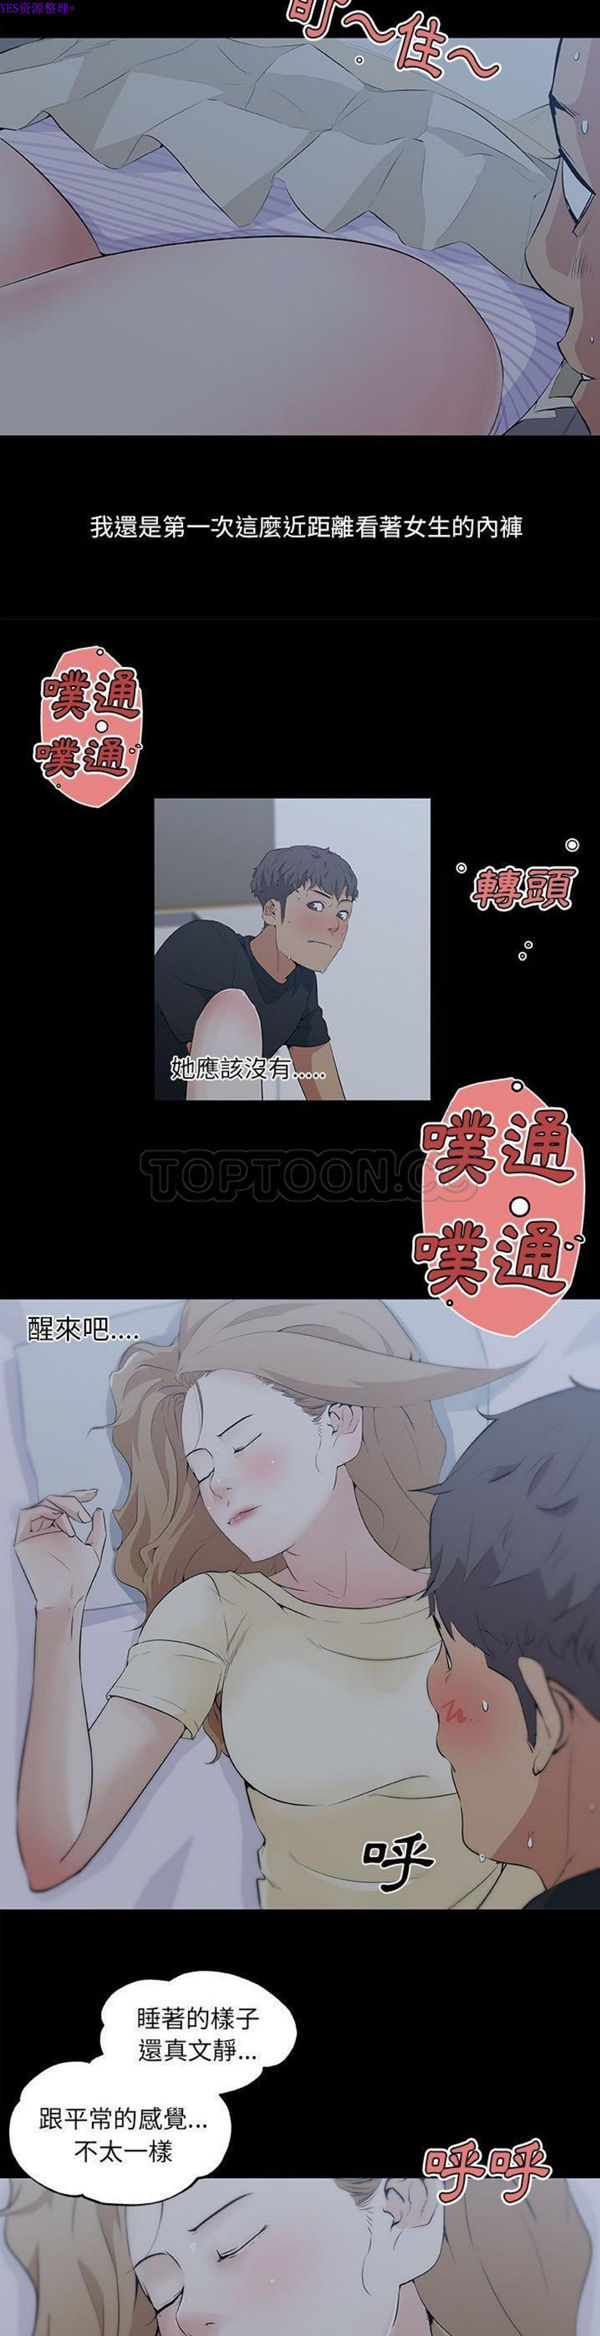 YES资源整理+
盯～住～
我還是第一次這麼近距離看著女生的內褲
噗通
噗通
轉頭
她應該沒有.....
TOPTOON.CC
噗通
噗通
醒來吧....
呼
睡著的樣子
還真文靜...
跟平常的感覺...
不太一樣
呼呼